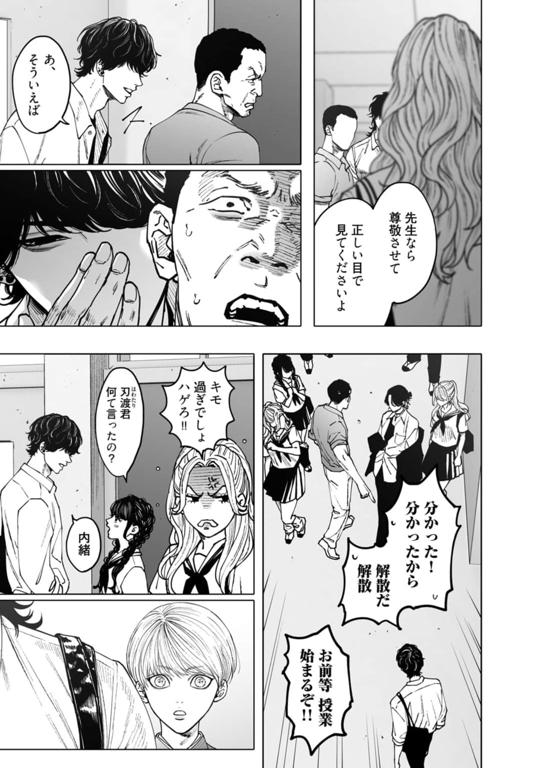 先生なら
尊敬させて
正しい目で
見てくださいよ
あ、
そういえば
分かった！
分かったから
解散だ
解散
お前等 授業
始まるぞ!!
キモ
過ぎでしょ
ハゲろ!!
刃渡君
はわたり
何て言ったの？
内緒